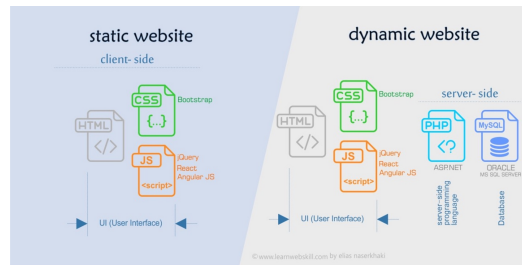 static website
client- side
HTML
</>
CSS
{...}
Bootstrap
JS
<script>
jQuery
React
Angular JS
UI (User Interface)
dynamic website
HTML
</>
CSS
{...}
Bootstrap
JS
<script>
jQuery
React
Angular JS
UI (User Interface)
server- side
PHP
<?
ASP.NET
server-side
programming
language
MySQL
ORACLE
MS SQL SERVER
Database
© www.learnwebskill.com by elias naserkhaki